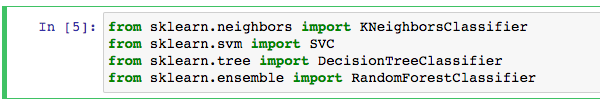 In [5]: from sklearn.neighbors import KNeighborsClassifier
from sklearn.svm import SVC
from sklearn.tree import DecisionTreeClassifier
from sklearn.ensemble import RandomForestClassifier